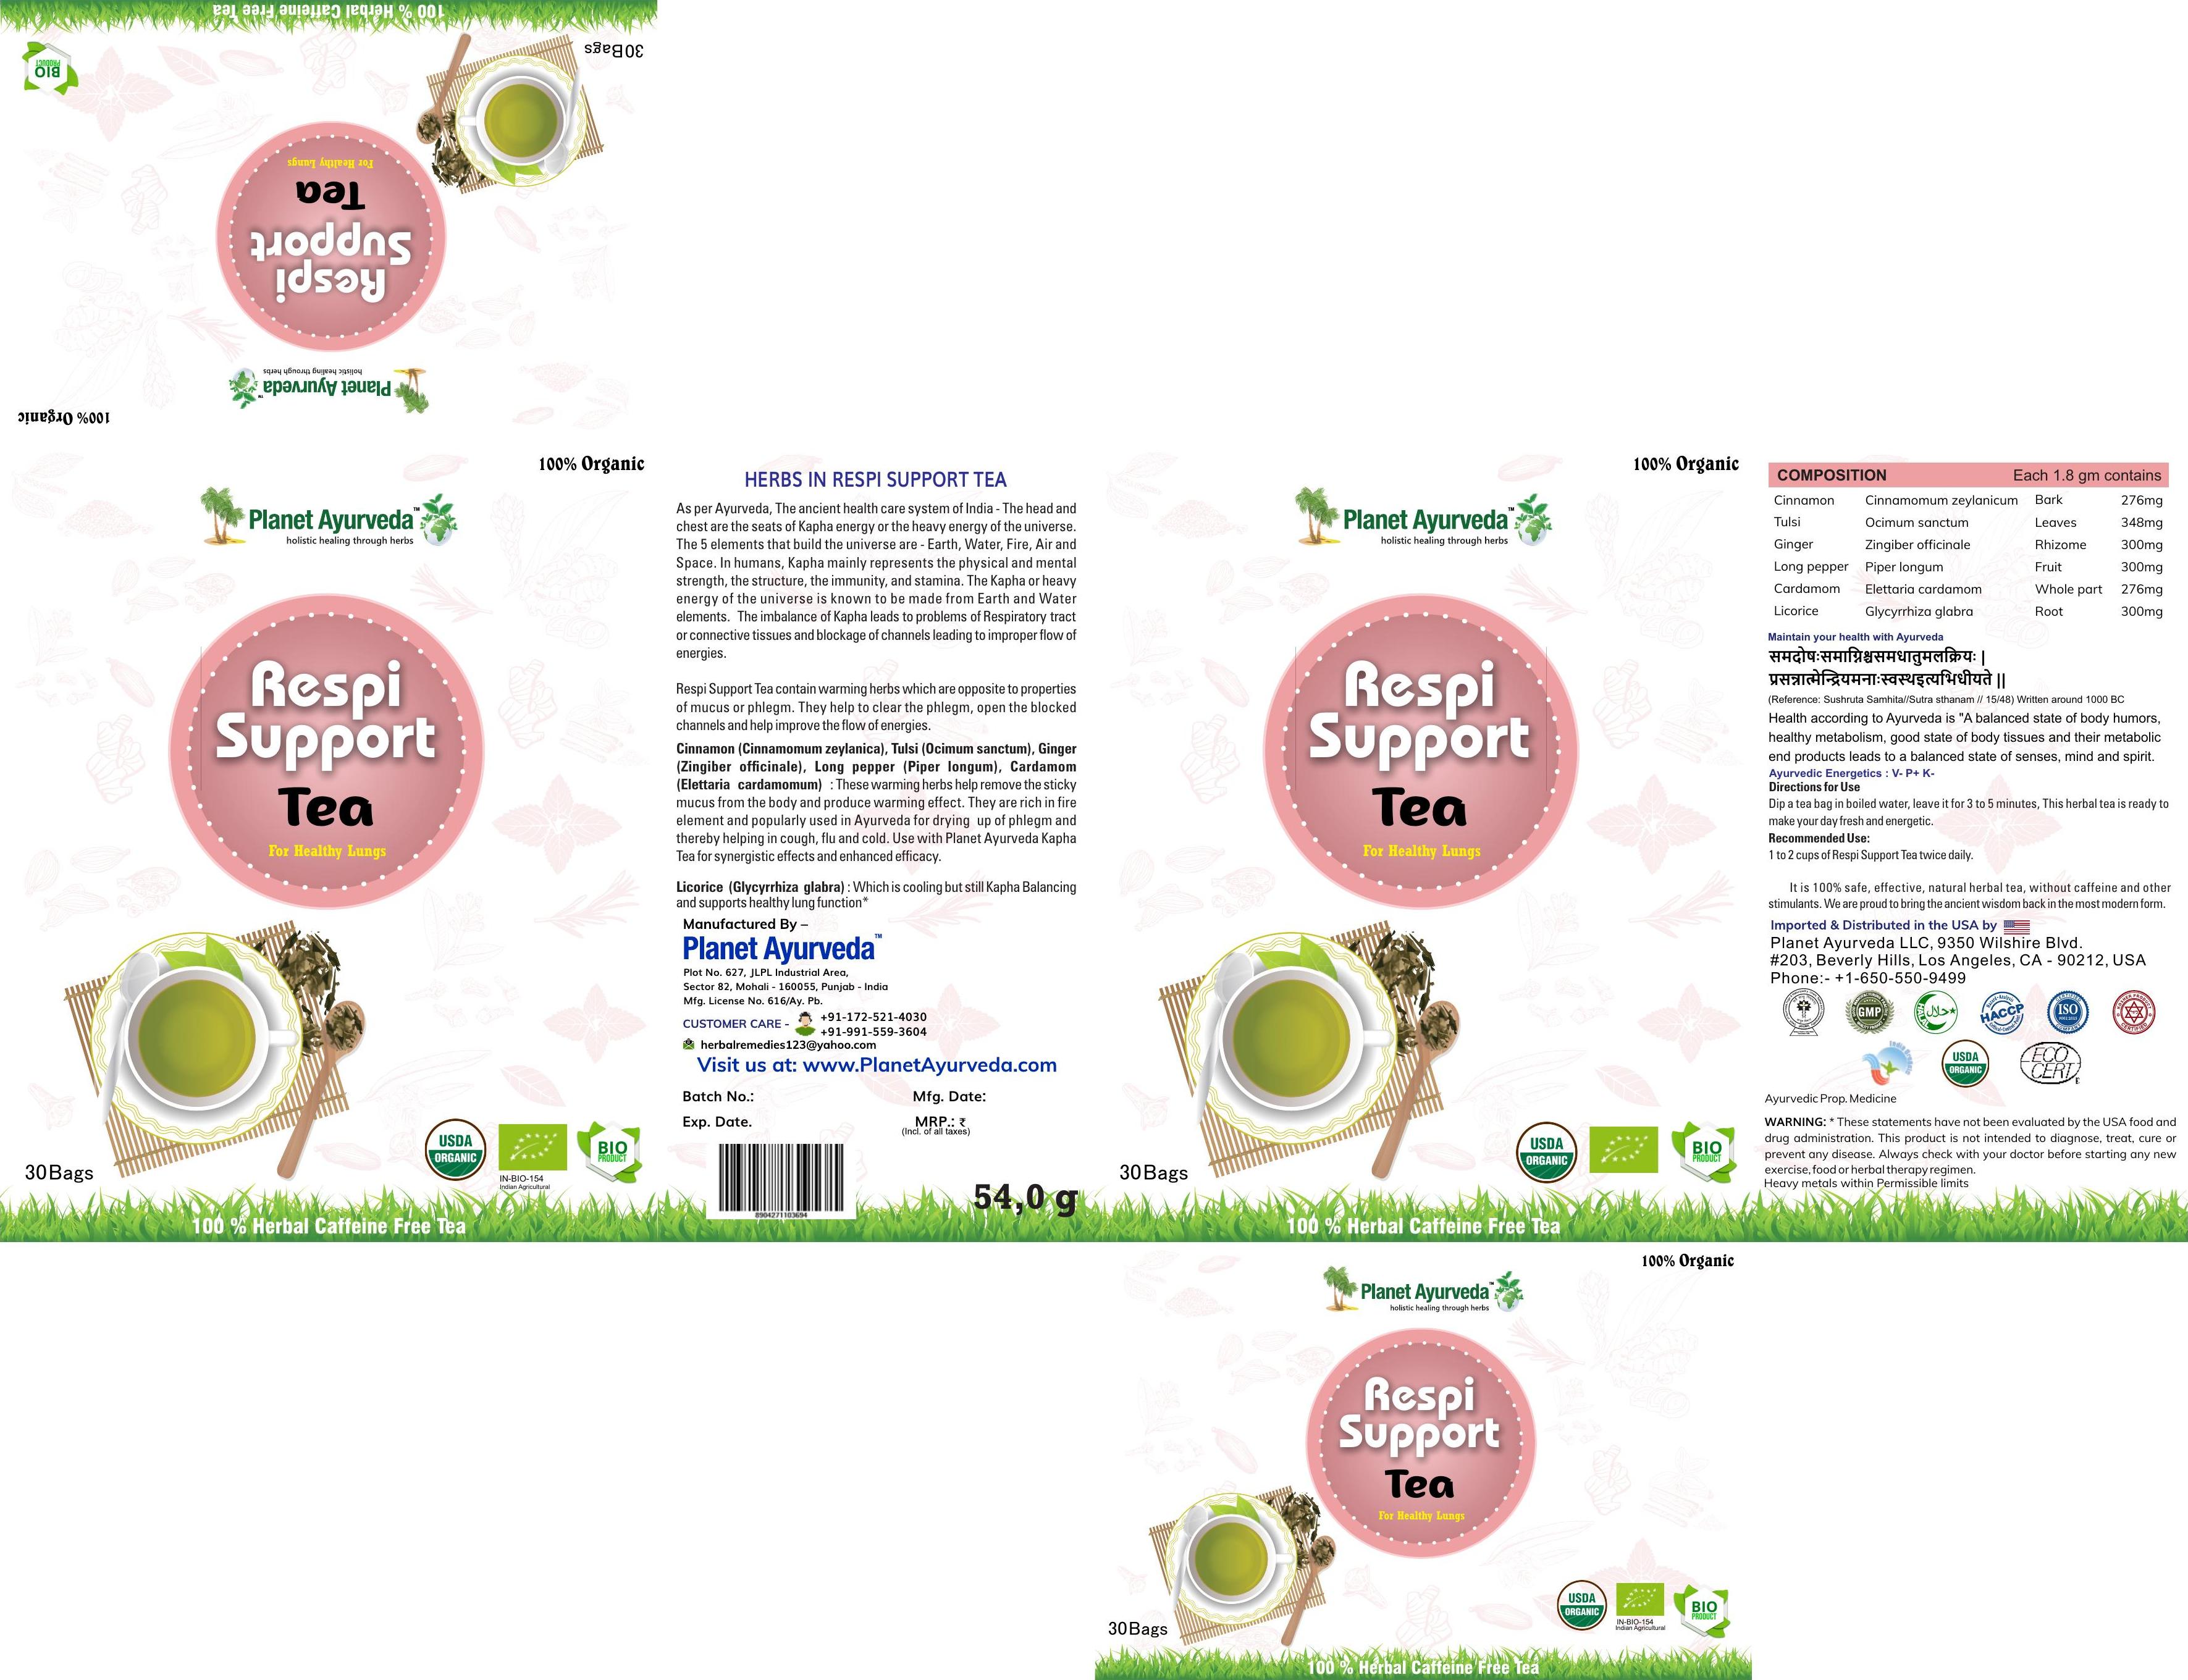 100 % Herbal Caffeine Free Tea
30Bags
BIO
PRODUCT
For Healthy Lungs
Tea
Support
Respi
Planet Ayurveda™
holistic healing through herbs
100% Organic
100% Organic
Planet Ayurveda™
holistic healing through herbs
Respi
Support
Tea
For Healthy Lungs
30Bags
USDA
ORGANIC
IN-BIO-154
Indian Agricultural
BIO
PRODUCT
100 % Herbal Caffeine Free Tea
HERBS IN RESPI SUPPORT TEA
As per Ayurveda, The ancient health care system of India - The head and
chest are the seats of Kapha energy or the heavy energy of the universe.
The 5 elements that build the universe are - Earth, Water, Fire, Air and
Space. In humans, Kapha mainly represents the physical and mental
strength, the structure, the immunity, and stamina. The Kapha or heavy
energy of the universe is known to be made from Earth and Water
elements. The imbalance of Kapha leads to problems of Respiratory tract
or connective tissues and blockage of channels leading to improper flow of
energies.
Respi Support Tea contain warming herbs which are opposite to properties
of mucus or phlegm. They help to clear the phlegm, open the blocked
channels and help improve the flow of energies.
Cinnamon (Cinnamomum zeylanica), Tulsi (Ocimum sanctum), Ginger
(Zingiber officinale), Long pepper (Piper longum), Cardamom
(Elettaria cardamomum) : These warming herbs help remove the sticky
mucus from the body and produce warming effect. They are rich in fire
element and popularly used in Ayurveda for drying up of phlegm and
thereby helping in cough, flu and cold. Use with Planet Ayurveda Kapha
Tea for synergistic effects and enhanced efficacy.
Licorice (Glycyrrhiza glabra) : Which is cooling but still Kapha Balancing
and supports healthy lung function*
Manufactured By –
Planet Ayurveda™
Plot No. 627, JLPL Industrial Area,
Sector 82, Mohali - 160055, Punjab - India
Mfg. License No. 616/Ay. Pb.
CUSTOMER CARE - +91-172-521-4030
+91-991-559-3604
herbalremedies123@yahoo.com
Visit us at: www.PlanetAyurveda.com
Batch No.: Mfg. Date:
Exp. Date. MRP.: ₹
(Incl. of all taxes)
8904271103694
54,0 g
100% Organic
Planet Ayurveda™
holistic healing through herbs
Respi
Support
Tea
For Healthy Lungs
30Bags
USDA
ORGANIC
BIO
PRODUCT
100 % Herbal Caffeine Free Tea
COMPOSITION Each 1.8 gm contains
Cinnamon Cinnamomum zeylanicum Bark 276mg
Tulsi Ocimum sanctum Leaves 348mg
Ginger Zingiber officinale Rhizome 300mg
Long pepper Piper longum Fruit 300mg
Cardamom Elettaria cardamom Whole part 276mg
Licorice Glycyrrhiza glabra Root 300mg
Maintain your health with Ayurveda
समदोषःसमाग्निश्चसमधातुमलक्रियः |
प्रसन्नात्मेन्द्रियमनाःस्वस्थइत्यभिधीयते ||
(Reference: Sushruta Samhita//Sutra sthanam // 15/48) Written around 1000 BC
Health according to Ayurveda is "A balanced state of body humors,
healthy metabolism, good state of body tissues and their metabolic
end products leads to a balanced state of senses, mind and spirit.
Ayurvedic Energetics : V- P+ K-
Directions for Use
Dip a tea bag in boiled water, leave it for 3 to 5 minutes, This herbal tea is ready to
make your day fresh and energetic.
Recommended Use:
1 to 2 cups of Respi Support Tea twice daily.
It is 100% safe, effective, natural herbal tea, without caffeine and other
stimulants. We are proud to bring the ancient wisdom back in the most modern form.
Imported & Distributed in the USA by
Planet Ayurveda LLC, 9350 Wilshire Blvd.
#203, Beverly Hills, Los Angeles, CA - 90212, USA
Phone:- +1-650-550-9499
GMP
حلال
HACCP
ISO
CERTIFIED
USDA
ORGANIC
ECO
CERT
Ayurvedic Prop. Medicine
WARNING: * These statements have not been evaluated by the USA food and
drug administration. This product is not intended to diagnose, treat, cure or
prevent any disease. Always check with your doctor before starting any new
exercise, food or herbal therapy regimen.
Heavy metals within Permissible limits
100% Organic
Planet Ayurveda™
holistic healing through herbs
Respi
Support
Tea
For Healthy Lungs
30Bags
USDA
ORGANIC
IN-BIO-154
Indian Agricultural
BIO
PRODUCT
100 % Herbal Caffeine Free Tea